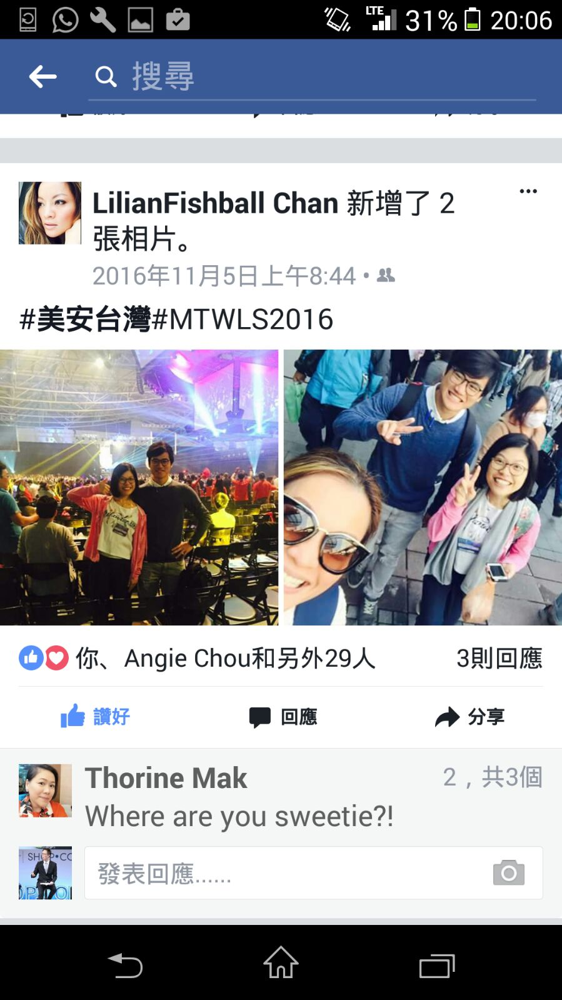 LTE 31% 20:06
搜尋
LilianFishball Chan 新增了 2
張相片。
2016年11月5日上午8:44
#美安台灣#MTWLS2016
你、Angie Chou和另外29人 3則回應
讚好 回應 分享
Thorine Mak 2，共3個
Where are you sweetie?!
SHOP•CO
發表回應......